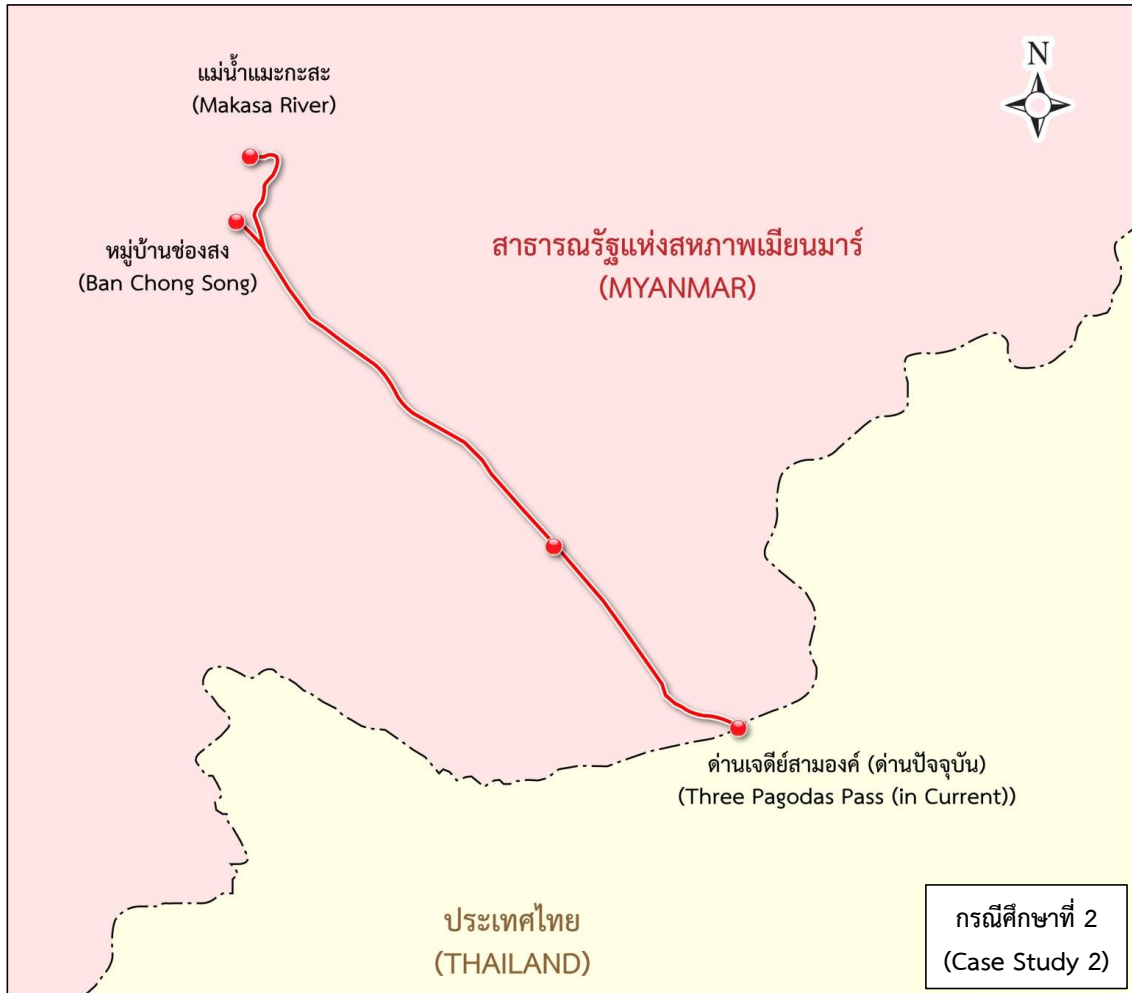 แม่น้ำแมะกะสะ
(Makasa River)
N
หมู่บ้านช่องสง
(Ban Chong Song)
สาธารณรัฐแห่งสหภาพเมียนมาร์
(MYANMAR)
ด่านเจดีย์สามองค์ (ด่านปัจจุบัน)
(Three Pagodas Pass (in Current))
ประเทศไทย
(THAILAND)
กรณีศึกษาที่ 2
(Case Study 2)